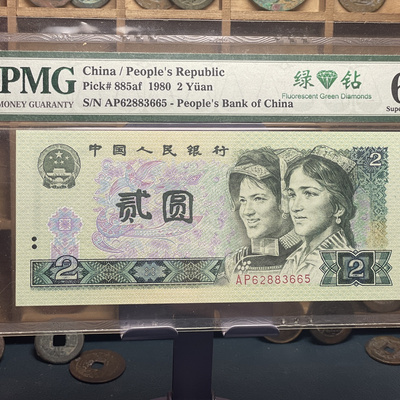 PMG
MONEY GUARANTY
China / People's Republic
Pick# 885af 1980 2 Yüan
S/N AP62883665 - People's Bank of China
绿 钻
Fluorescent Green Diamonds
6
中国人民银行
2
贰圆
2
AP62883665
2